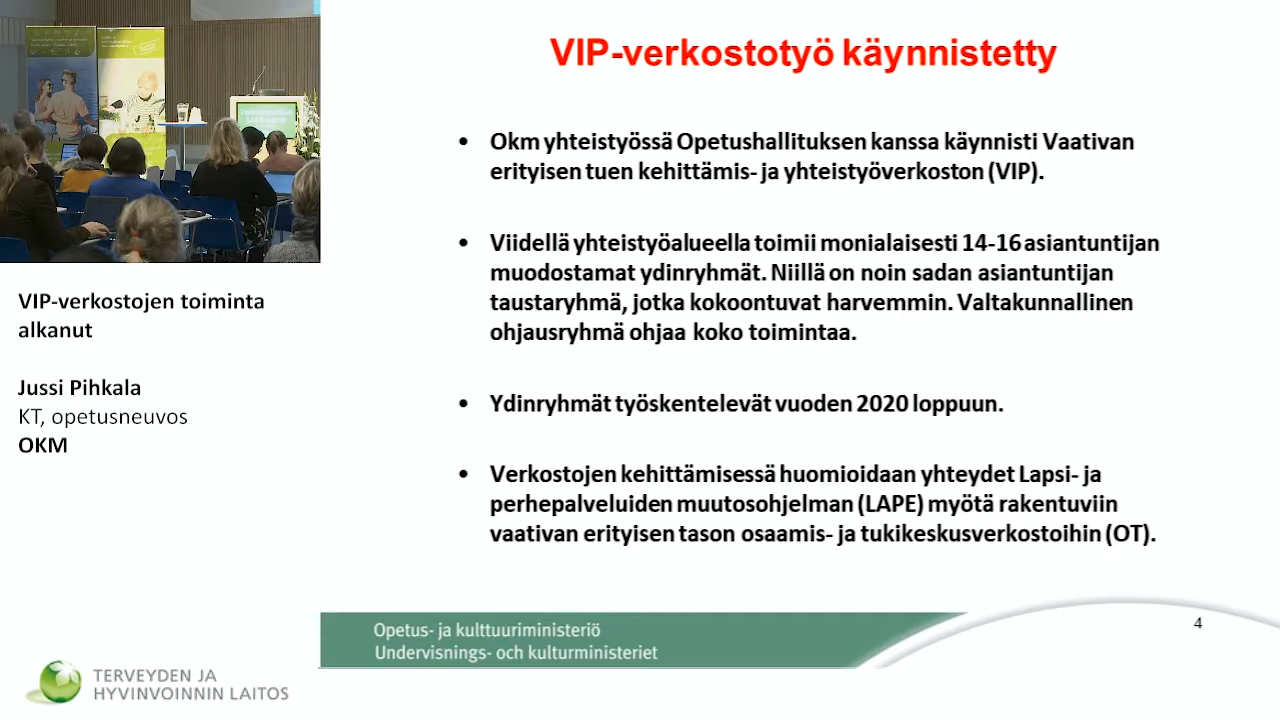 VIP-verkostotyö käynnistetty
• Okm yhteistyössä Opetushallituksen kanssa käynnisti Vaativan
erityisen tuen kehittämis- ja yhteistyöverkoston (VIP).
• Viidellä yhteistyöalueella toimii monialaisesti 14-16 asiantuntijan
muodostamat ydinryhmät. Niillä on noin sadan asiantuntijan
taustaryhmä, jotka kokoontuvat harvemmin. Valtakunnallinen
ohjausryhmä ohjaa koko toimintaa.
• Ydinryhmät työskentelevät vuoden 2020 loppuun.
• Verkostojen kehittämisessä huomioidaan yhteydet Lapsi- ja
perhepalveluiden muutosohjelman (LAPE) myötä rakentuviin
vaativan erityisen tason osaamis- ja tukikeskusverkostoihin (OT).
VIP-verkostojen toiminta
alkanut
Jussi Pihkala
KT, opetusneuvos
OKM
Opetus- ja kulttuuriministeriö
Undervisnings- och kulturministeriet
4
TERVEYDEN JA
HYVINVOINNIN LAITOS